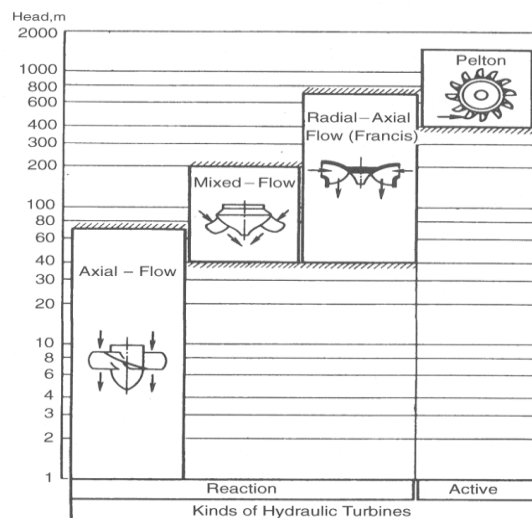 Head,m
2000
1000
800
600
400
300
200
100
80
60
40
30
20
10
8
6
4
3
2
1
Pelton
Radial-Axial
Flow (Francis)
Mixed-Flow
Axial - Flow
Reaction
Active
Kinds of Hydraulic Turbines